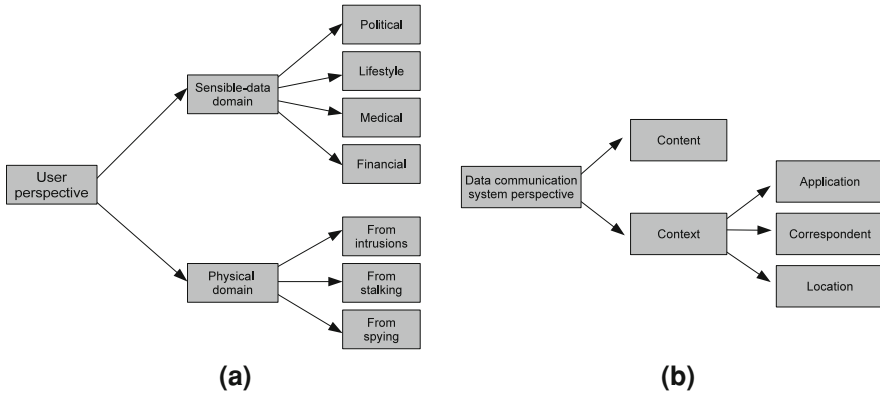 User
perspective
Sensible-data
domain
Political
Lifestyle
Medical
Financial
Physical
domain
From
intrusions
From
stalking
From
spying
(a)
Data communication
system perspective
Content
Context
Application
Correspondent
Location
(b)